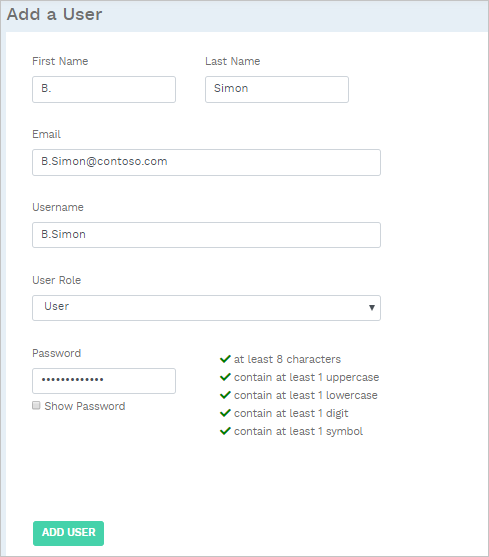 Add a User
First Name Last Name
B. Simon
Email
B.Simon@contoso.com
Username
B.Simon
User Role
User
Password
•••••••••••••
Show Password
at least 8 characters
contain at least 1 uppercase
contain at least 1 lowercase
contain at least 1 digit
contain at least 1 symbol
ADD USER